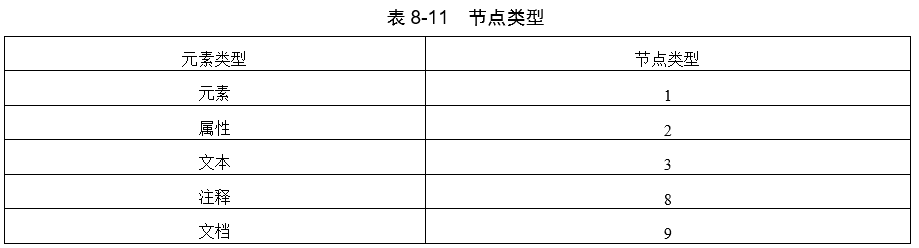 表 8-11 节点类型
元素类型 节点类型
元素 1
属性 2
文本 3
注释 8
文档 9